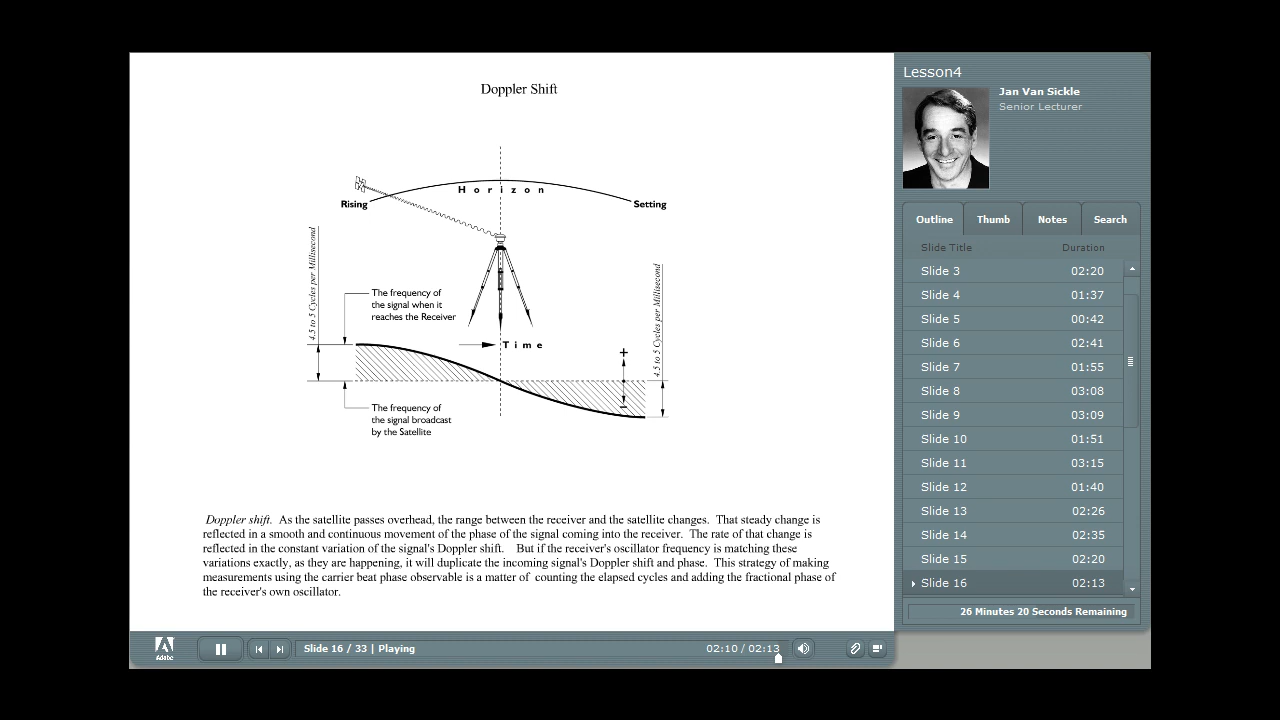 Doppler Shift
Horizon
Rising
Setting
4.5 to 5 Cycles per Millisecond
4.5 to 5 Cycles per Millisecond
The frequency of
the signal when it
reaches the Receiver
Time
+
–
The frequency of
the signal broadcast
by the Satellite
Doppler shift. As the satellite passes overhead, the range between the receiver and the satellite changes. That steady change is
reflected in a smooth and continuous movement of the phase of the signal coming into the receiver. The rate of that change is
reflected in the constant variation of the signal's Doppler shift. But if the receiver's oscillator frequency is matching these
variations exactly, as they are happening, it will duplicate the incoming signal's Doppler shift and phase. This strategy of making
measurements using the carrier beat phase observable is a matter of counting the elapsed cycles and adding the fractional phase of
the receiver's own oscillator.
Adobe
Slide 16 / 33 | Playing
02:10 / 02:13
Lesson4
Jan Van Sickle
Senior Lecturer
Outline Thumb Notes Search
Slide Title Duration
Slide 3 02:20
Slide 4 01:37
Slide 5 00:42
Slide 6 02:41
Slide 7 01:55
Slide 8 03:08
Slide 9 03:09
Slide 10 01:51
Slide 11 03:15
Slide 12 01:40
Slide 13 02:26
Slide 14 02:35
Slide 15 02:20
Slide 16 02:13
26 Minutes 20 Seconds Remaining